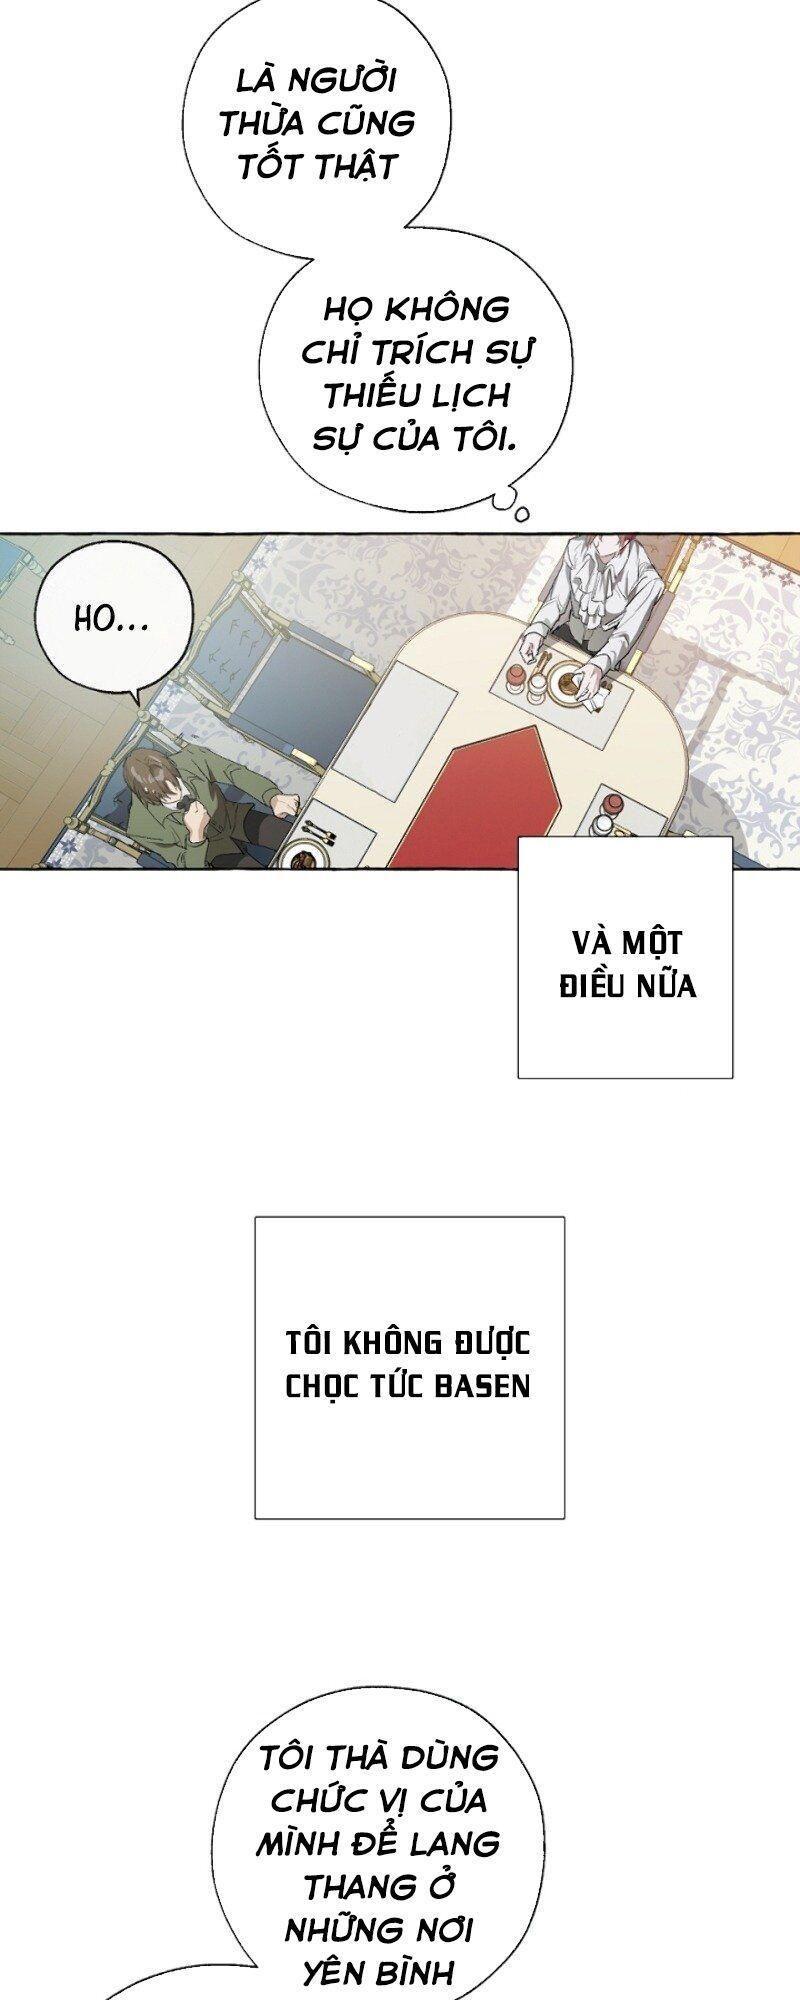 LÀ NGƯỜI
THỪA CŨNG
TỐT THẬT
HỌ KHÔNG
CHỈ TRÍCH SỰ
THIẾU LỊCH
SỰ CỦA TÔI.
HO...
VÀ MỘT
ĐIỀU NỮA
TÔI KHÔNG ĐƯỢC
CHỌC TỨC BASEN
TÔI THÀ DÙNG
CHỨC VỊ CỦA
MÌNH ĐỂ LANG
THANG Ở
NHỮNG NƠI
YÊN BÌNH